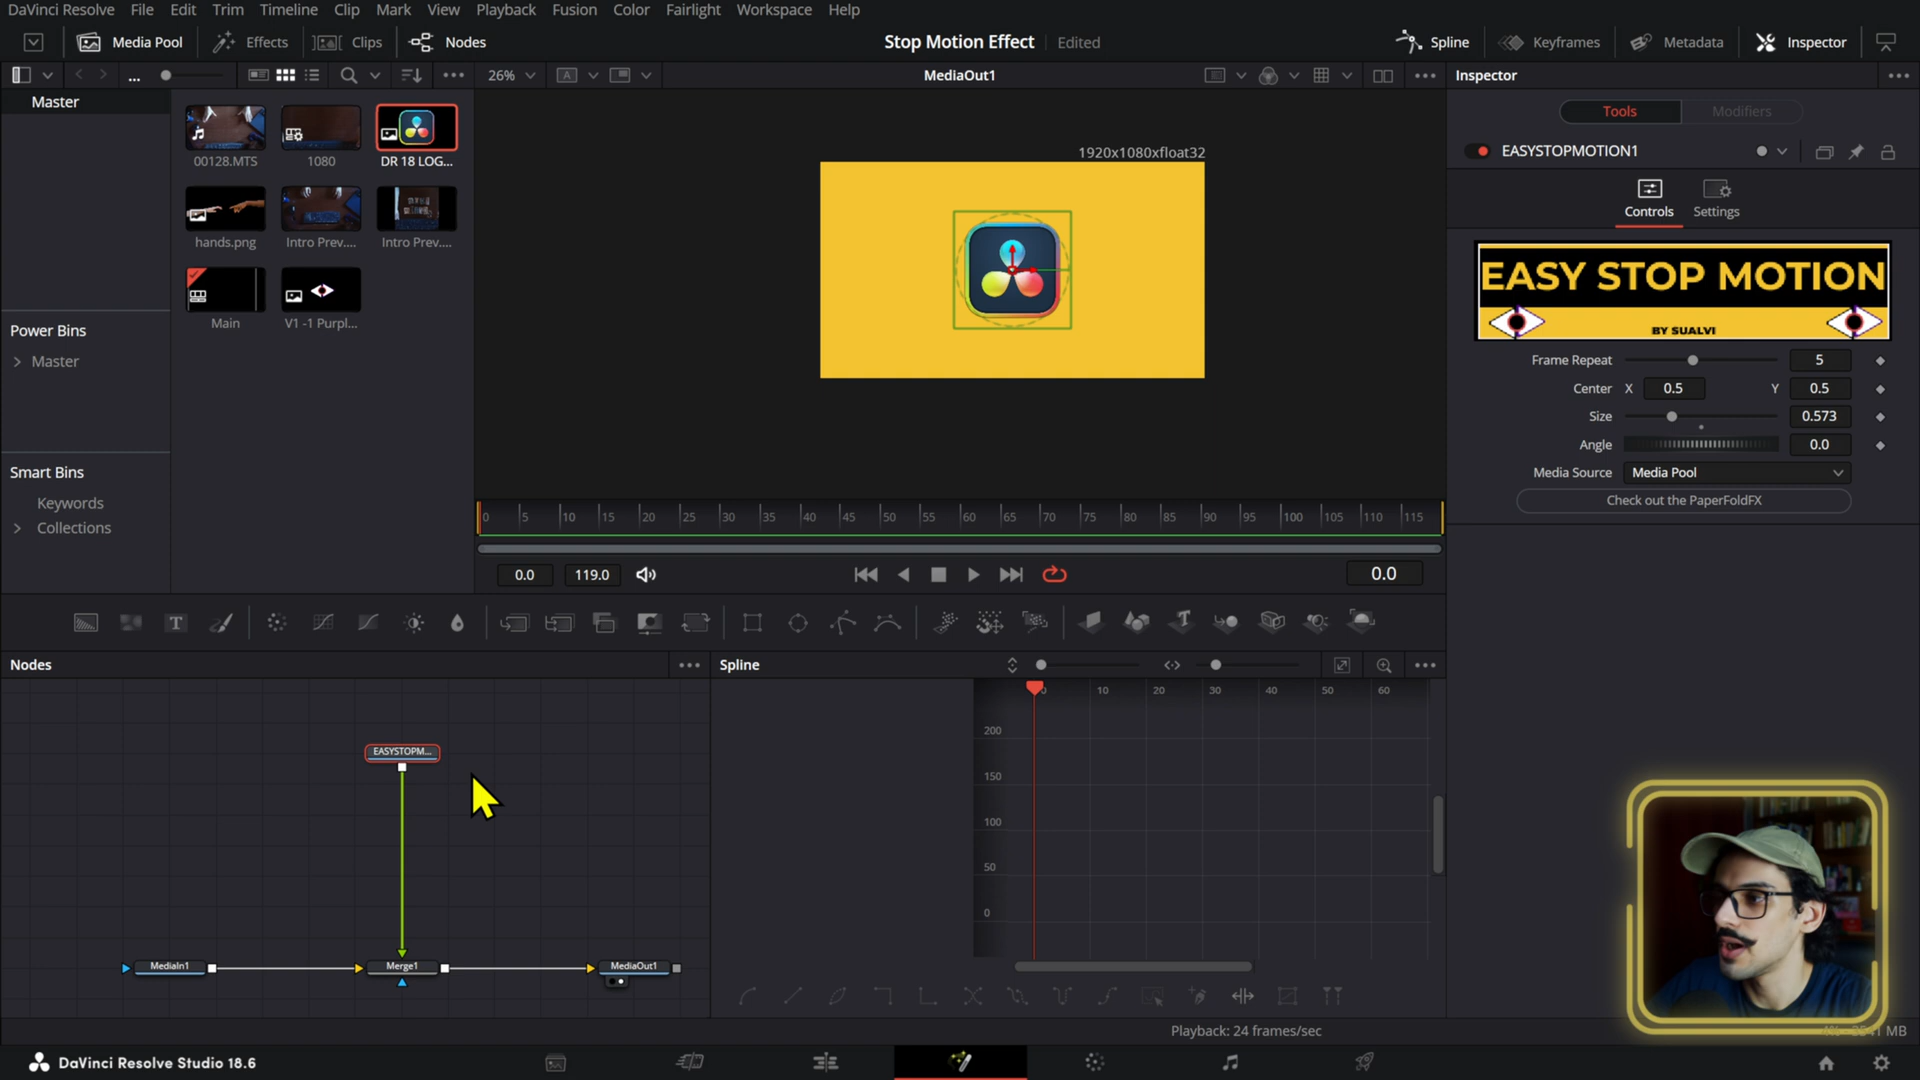 DaVinci Resolve File Edit Trim Timeline Clip Mark View Playback Fusion Color Fairlight Workspace Help
Media Pool Effects Clips Nodes Stop Motion Effect Edited Spline Keyframes Metadata Inspector
... 26% A MediaOut1 Inspector
Master
00128.MTS 1080 DR 18 LOG...
hands.png Intro Prev.... Intro Prev....
Main V1 -1 Purpl...
Power Bins
Master
Smart Bins
Keywords
Collections
1920x1080xfloat32
Tools Modifiers
EASYSTOPMOTION1
Controls Settings
EASY STOP MOTION
BY SUALVI
Frame Repeat 5
Center X 0.5 Y 0.5
Size 0.573
Angle 0.0
Media Source Media Pool
Check out the PaperFoldFX
0 5 10 15 20 25 30 35 40 45 50 55 60 65 70 75 80 85 90 95 100 105 110 115
0.0 119.0 0.0
T T
Nodes Spline
0 10 20 30 40 50 60
200
150
100
50
0
EASYSTOPM...
MediaIn1 Merge1 MediaOut1
Playback: 24 frames/sec
MB
DaVinci Resolve Studio 18.6